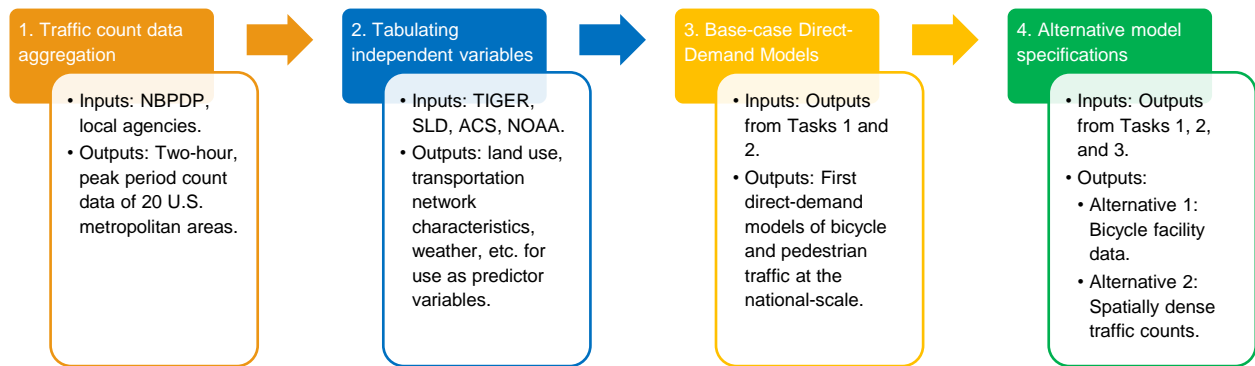 1. Traffic count data
aggregation
• Inputs: NBPDP,
local agencies.
• Outputs: Two-hour,
peak period count
data of 20 U.S.
metropolitan areas.
2. Tabulating
independent variables
• Inputs: TIGER,
SLD, ACS, NOAA.
• Outputs: land use,
transportation
network
characteristics,
weather, etc. for
use as predictor
variables.
3. Base-case Direct-
Demand Models
• Inputs: Outputs
from Tasks 1 and
2.
• Outputs: First
direct-demand
models of bicycle
and pedestrian
traffic at the
national-scale.
4. Alternative model
specifications
• Inputs: Outputs
from Tasks 1, 2,
and 3.
• Outputs:
• Alternative 1:
Bicycle facility
data.
• Alternative 2:
Spatially dense
traffic counts.